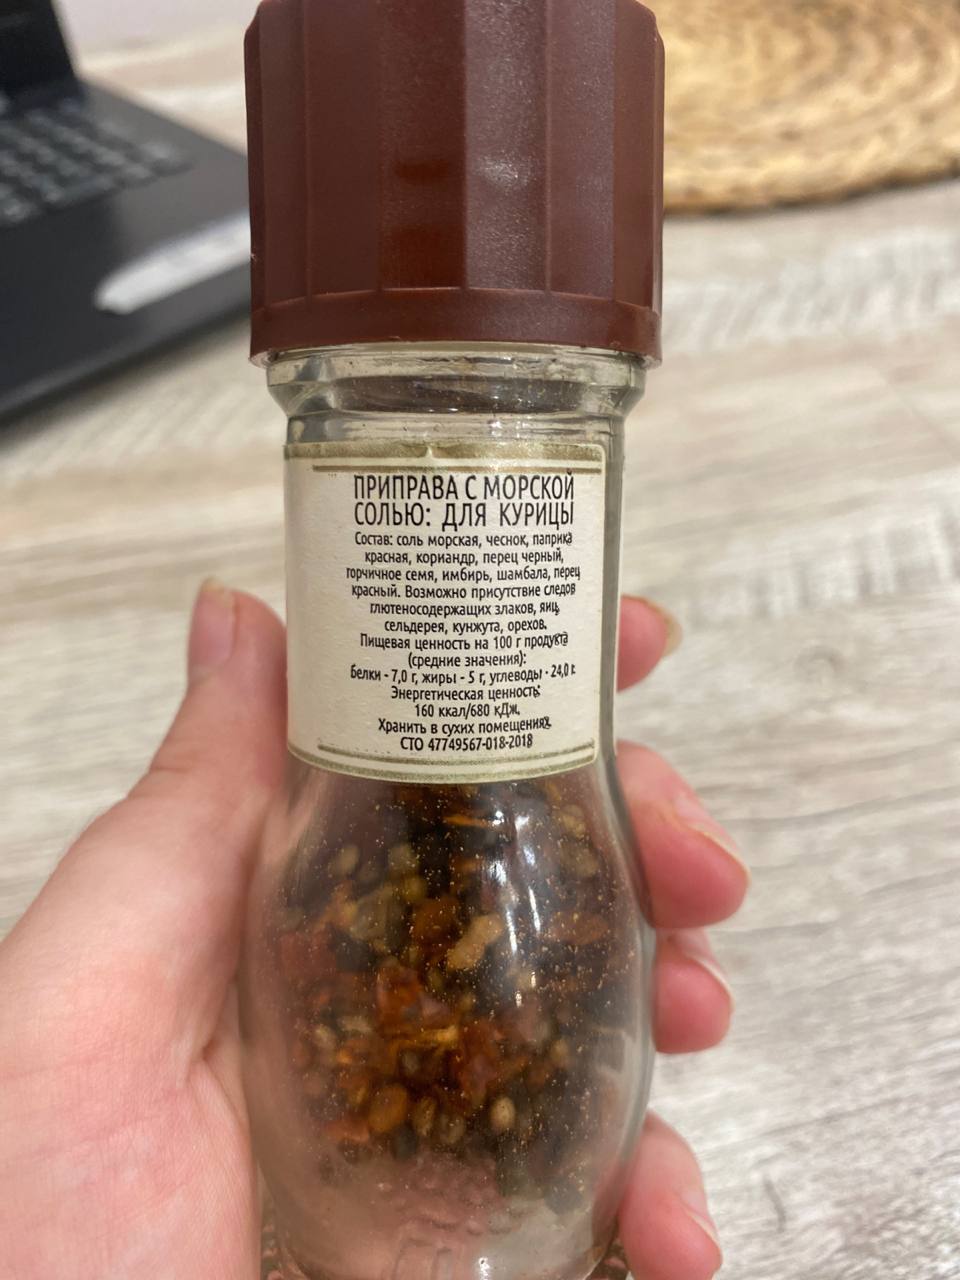 ПРИПРАВА С МОРСКОЙ
СОЛЬЮ: ДЛЯ КУРИЦЫ
Состав: соль морская, чеснок, паприка
красная, кориандр, перец черный,
горчичное семя, имбирь, шамбала, перец
красный. Возможно присутствие следов
глютеносодержащих злаков, яиц,
сельдерея, кунжута, орехов.
Пищевая ценность на 100 г продукта
(средние значения):
белки - 7,0 г, жиры - 5 г, углеводы - 24,0 г.
Энергетическая ценность:
160 ккал/680 кДж.
Хранить в сухих помещениях.
СТО 47749567-018-2018